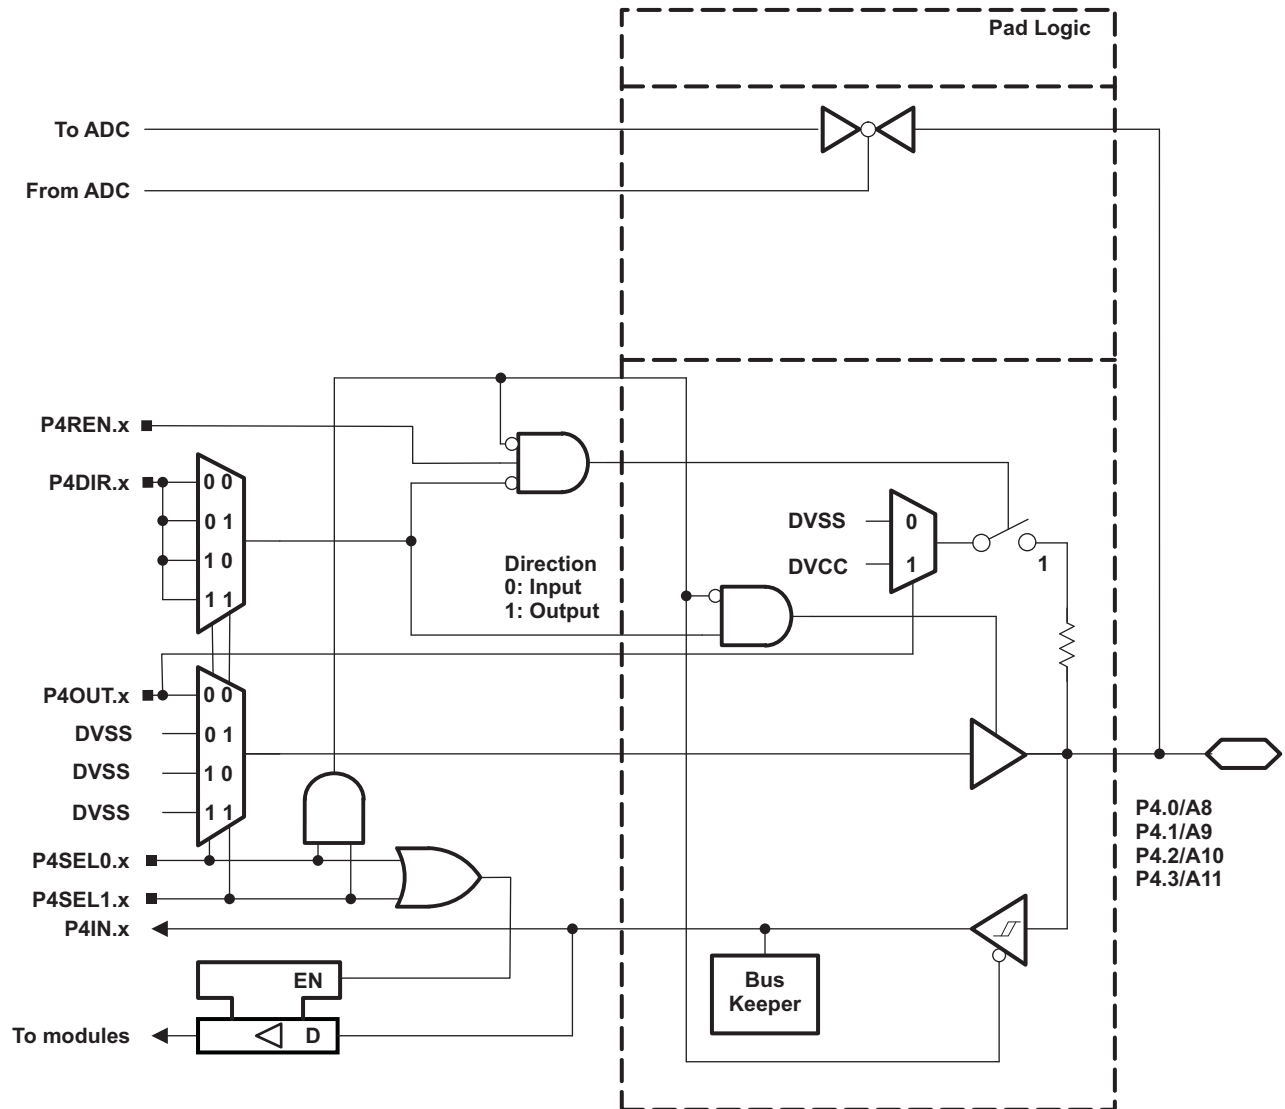 Pad Logic
To ADC
From ADC
P4REN.x
P4DIR.x
0 0
0 1
1 0
1 1
Direction
0: Input
1: Output
DVSS
0
DVCC
1
1
P4OUT.x
0 0
DVSS
0 1
DVSS
1 0
DVSS
1 1
P4.0/A8
P4.1/A9
P4.2/A10
P4.3/A11
P4SEL0.x
P4SEL1.x
P4IN.x
Bus
Keeper
EN
To modules
D